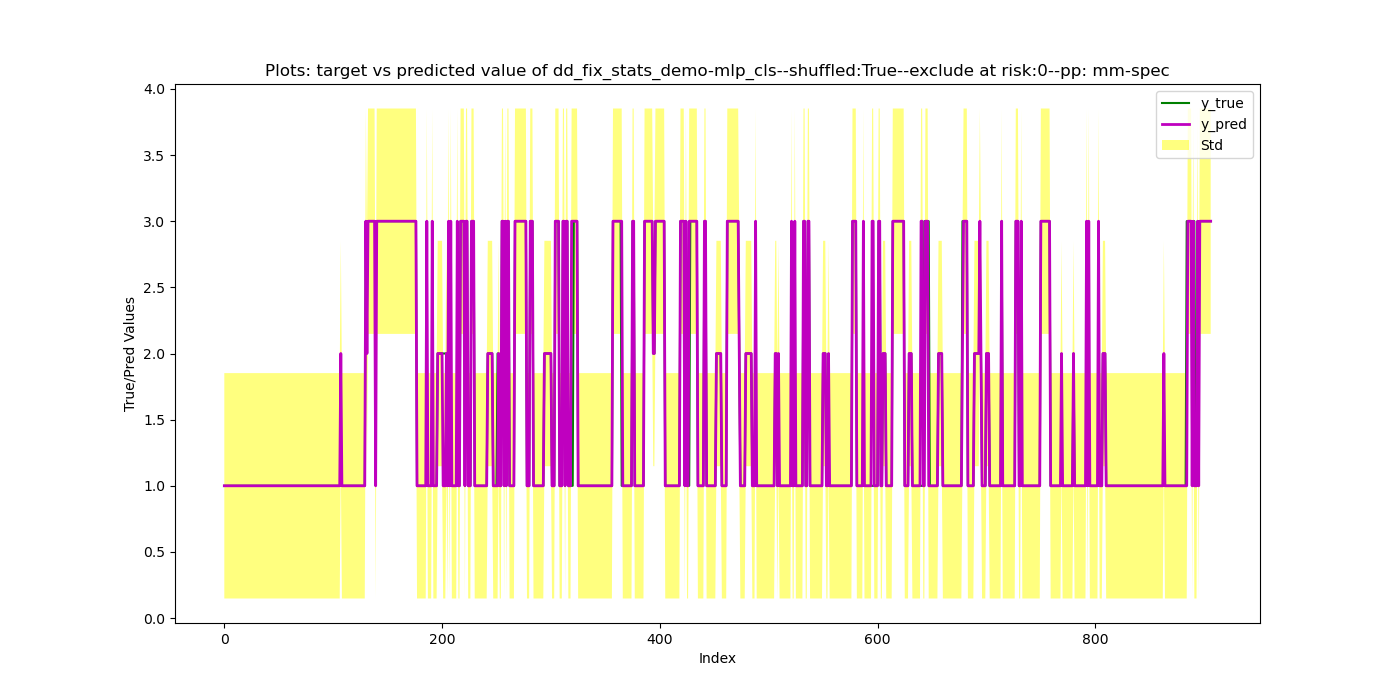 Plots: target vs predicted value of dd_fix_stats_demo-mlp_cls--shuffled:True--exclude at risk:0--pp: mm-spec
y_true
y_pred
Std
True/Pred Values
4.0
3.5
3.0
2.5
2.0
1.5
1.0
0.5
0.0
0 200 400 600 800
Index